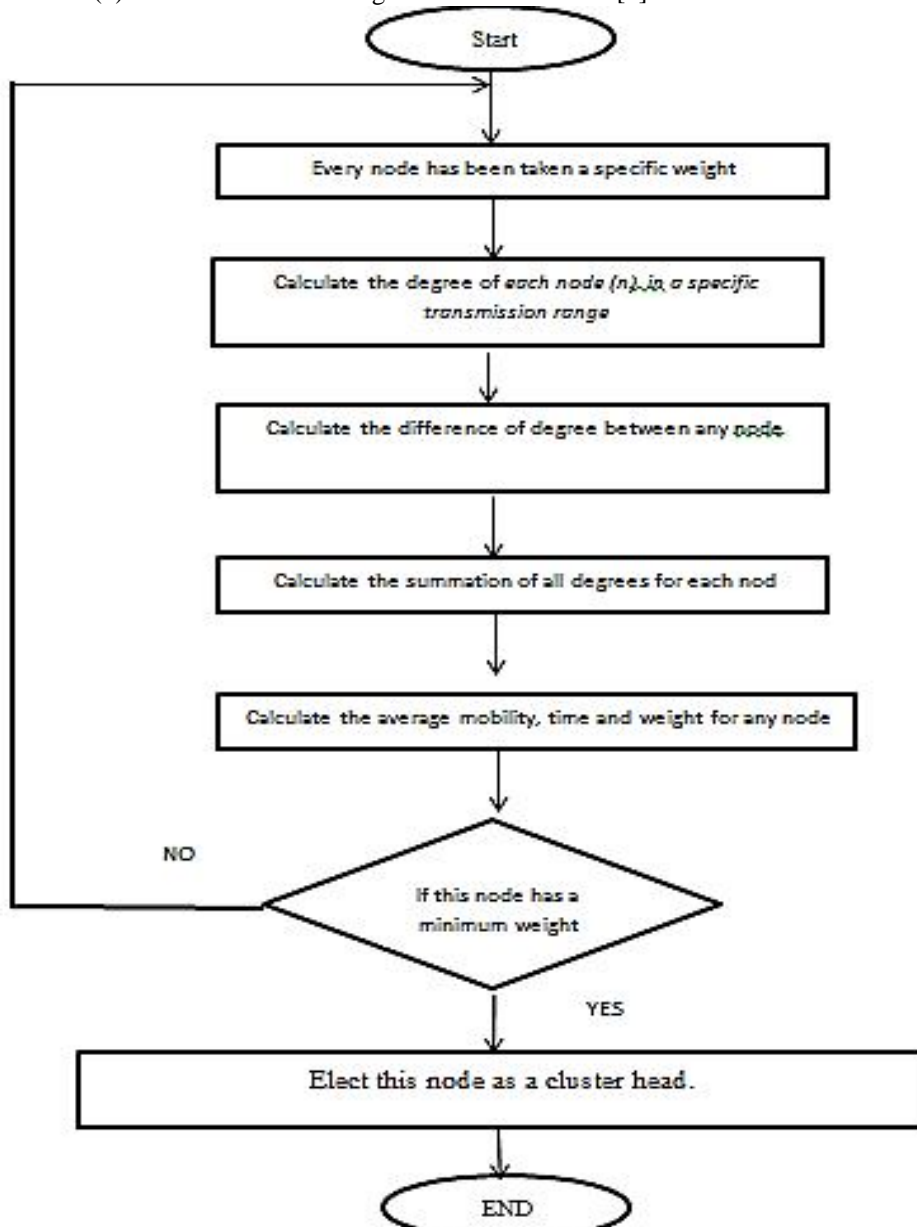 Start
Every node has been taken a specific weight
Calculate the degree of each node (n), in a specific
transmission range
Calculate the difference of degree between any node
Calculate the summation of all degrees for each nod
Calculate the average mobility, time and weight for any node
NO
If this node has a
minimum weight
YES
Elect this node as a cluster head.
END